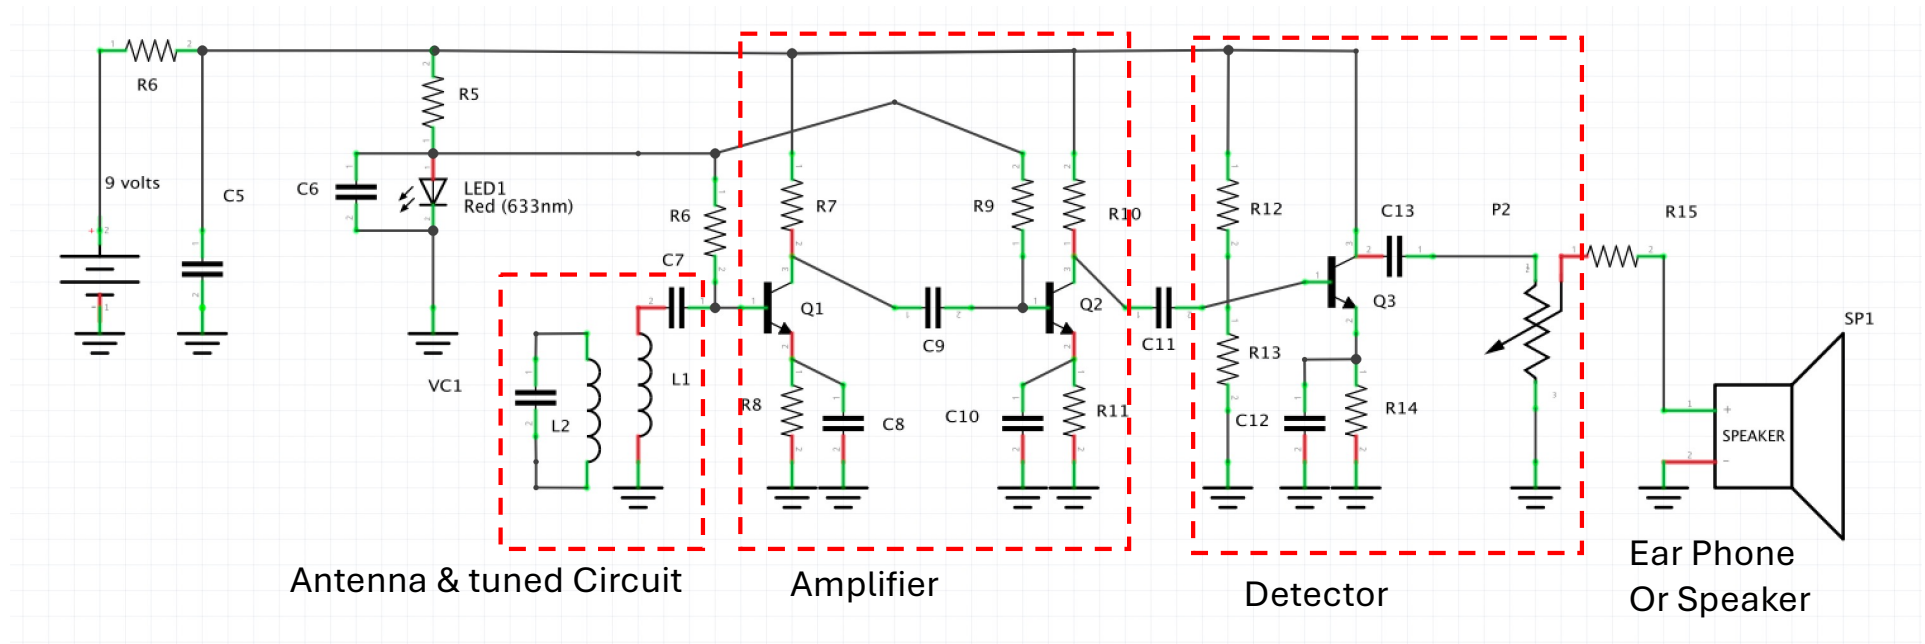 R6
R5
9 volts
C5
C6
LED1
Red (633nm)
VC1
C7
R6
L2
L1
R7
Q1
R8
C8
C9
R9
R10
Q2
C10
R11
C11
R12
R13
C12
R14
Q3
C13
P2
R15
SP1
SPEAKER
+
-
Antenna & tuned Circuit
Amplifier
Detector
Ear Phone
Or Speaker